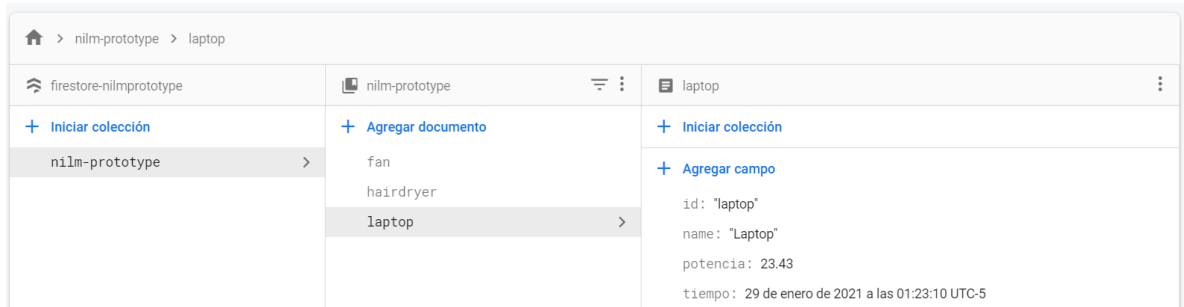 nilm-prototype > laptop
firestore-nilmprototype
+ Iniciar colección
nilm-prototype >
nilm-prototype
+ Agregar documento
fan
hairdryer
laptop >
laptop
+ Iniciar colección
+ Agregar campo
id: "laptop"
name: "Laptop"
potencia: 23.43
tiempo: 29 de enero de 2021 a las 01:23:10 UTC-5